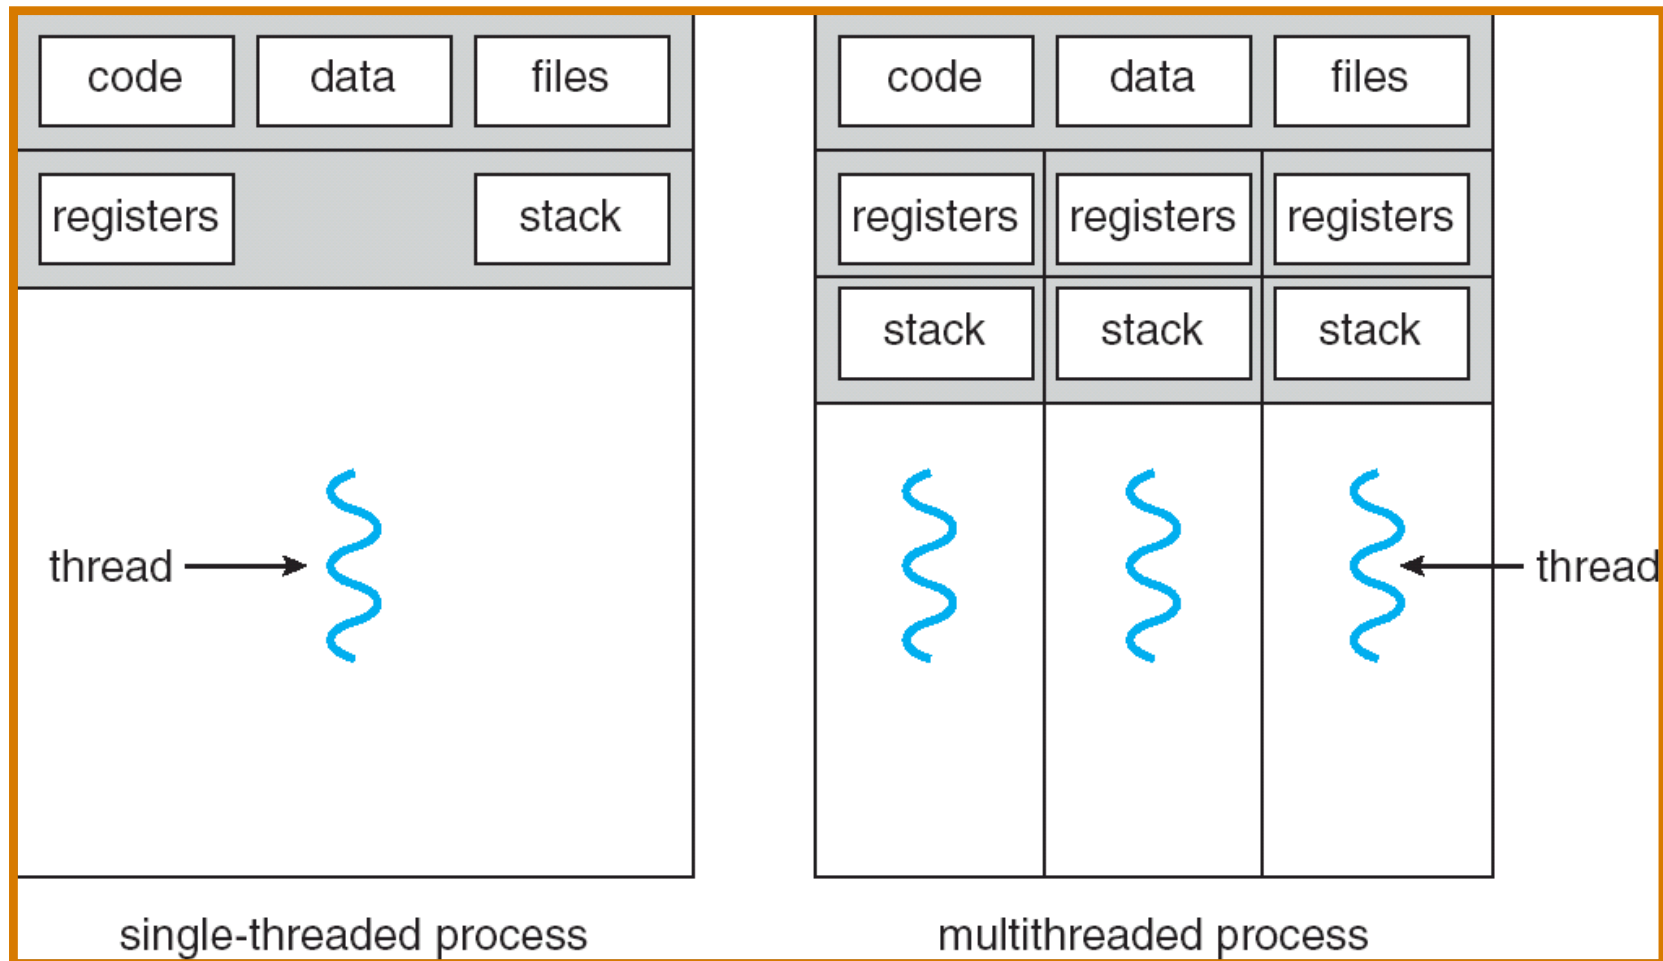 code data files
registers stack
thread
single-threaded process
code data files
registers registers registers
stack stack stack
thread
multithreaded process